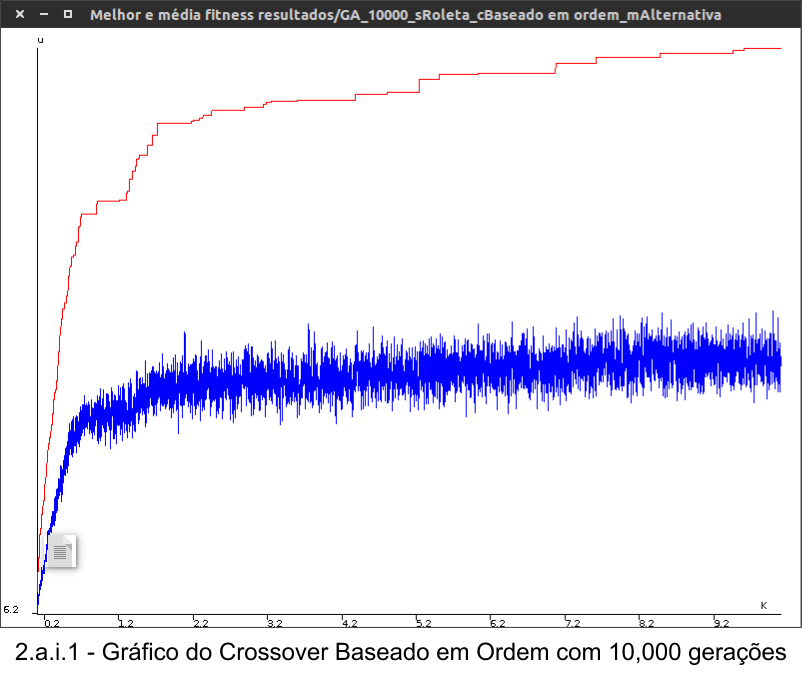 Melhor e média fitness resultados/GA_10000_sRoleta_cBaseado em ordem_mAlternativa
u
6.2
K
0.2 1.2 2.2 3.2 4.2 5.2 6.2 7.2 8.2 9.2
2.a.i.1 - Gráfico do Crossover Baseado em Ordem com 10,000 gerações